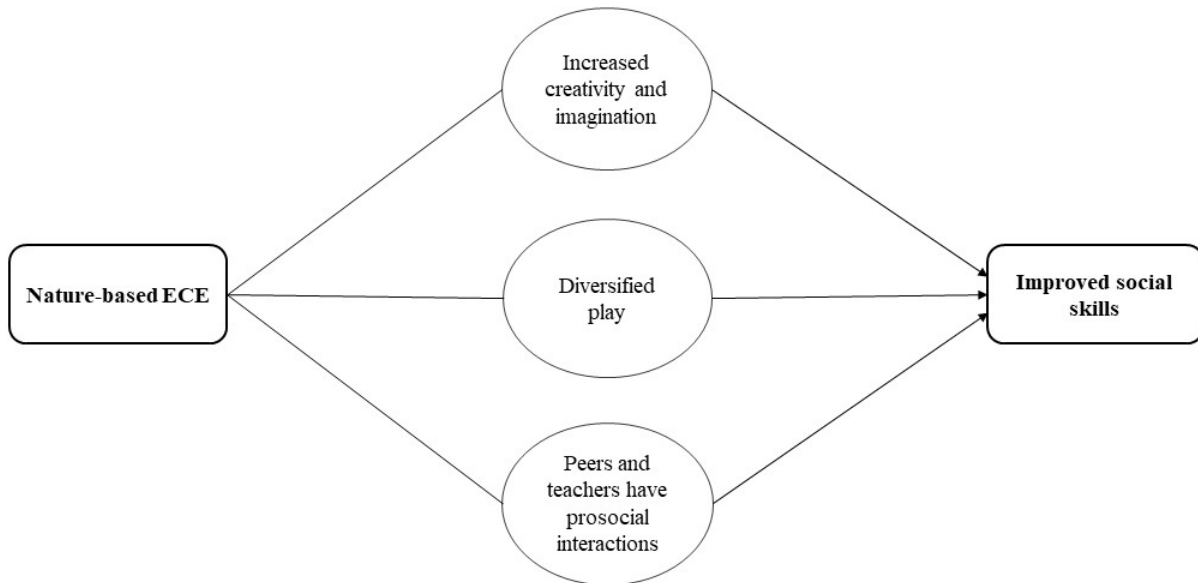 Increased
creativity and
imagination
Nature-based ECE
Diversified
play
Improved social
skills
Peers and
teachers have
prosocial
interactions